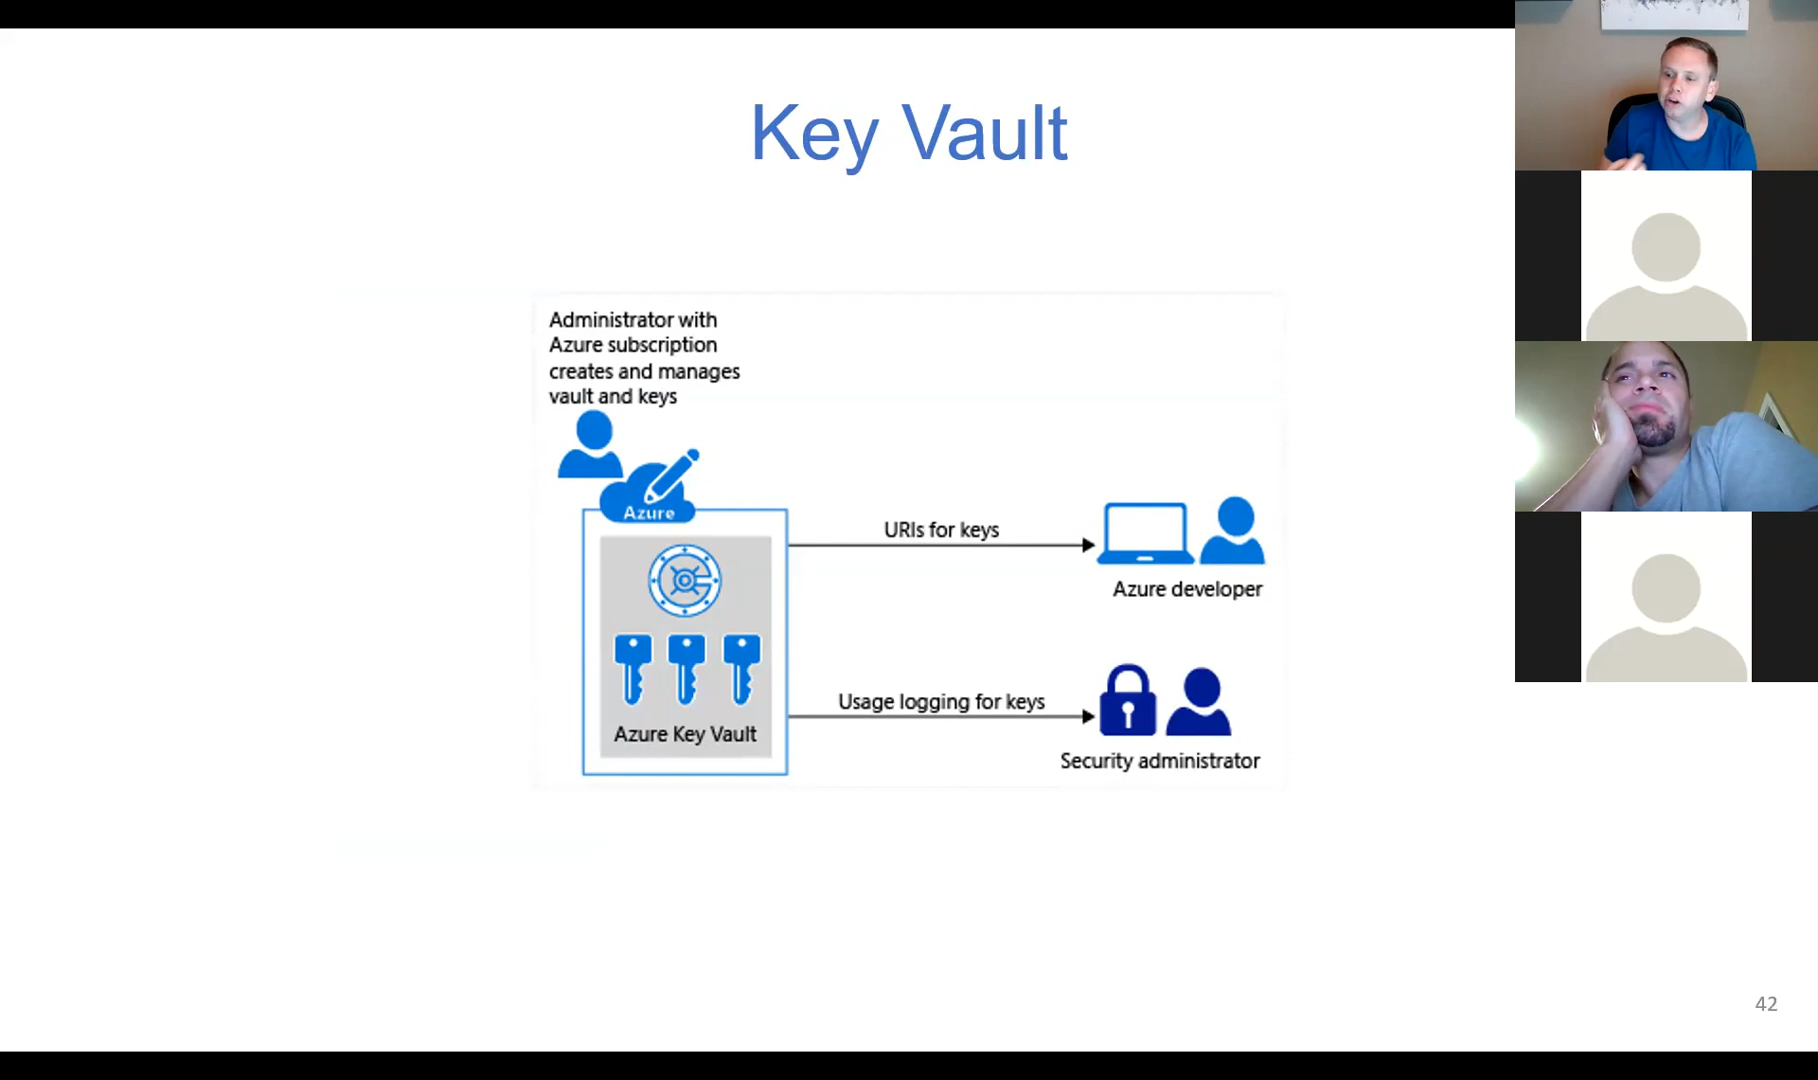 Key Vault
Administrator with
Azure subscription
creates and manages
vault and keys
Azure
URIs for keys
Azure developer
Usage logging for keys
Azure Key Vault
Security administrator
42